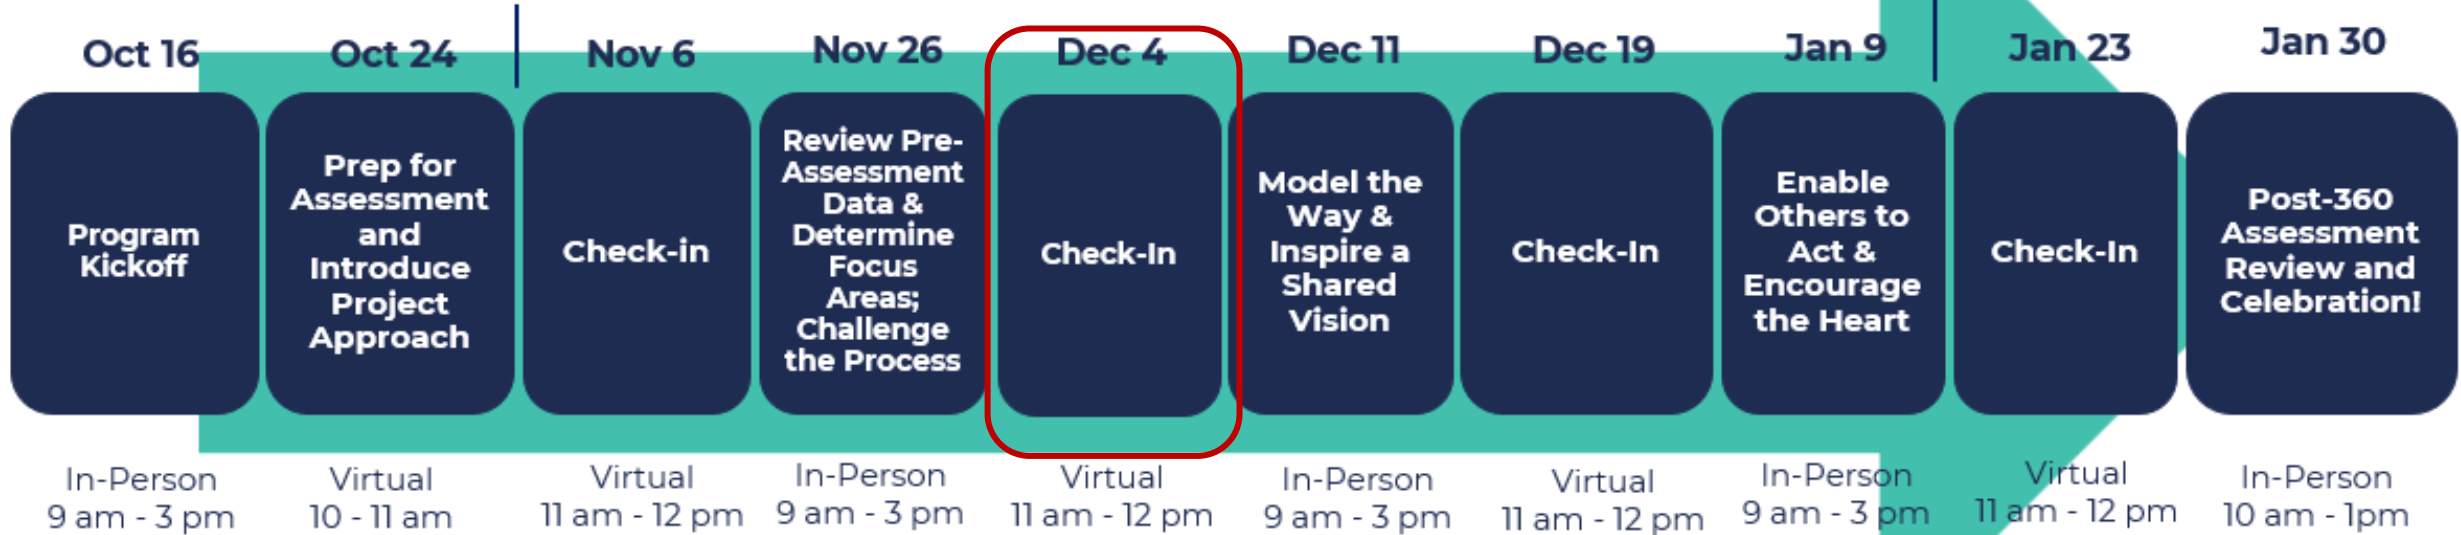 Oct 16
Oct 24
Nov 6
Nov 26
Dec 4
Dec 11
Dec 19
Jan 9
Jan 23
Jan 30
Program
Kickoff
Prep for
Assessment
and
Introduce
Project
Approach
Check-in
Review Pre-
Assessment
Data &
Determine
Focus
Areas;
Challenge
the Process
Check-In
Model the
Way &
Inspire a
Shared
Vision
Check-In
Enable
Others to
Act &
Encourage
the Heart
Check-In
Post-360
Assessment
Review and
Celebration!
In-Person
9 am - 3 pm
Virtual
10 - 11 am
Virtual
11 am - 12 pm
In-Person
9 am - 3 pm
Virtual
11 am - 12 pm
In-Person
9 am - 3 pm
Virtual
11 am - 12 pm
In-Person
9 am - 3 pm
Virtual
11 am - 12 pm
In-Person
10 am - 1pm